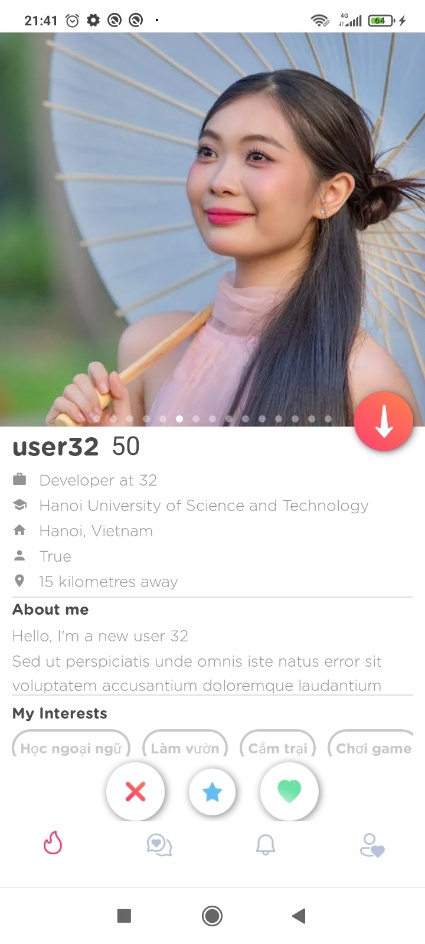 21:41
4G
64
user32 50
Developer at 32
Hanoi University of Science and Technology
Hanoi, Vietnam
True
15 kilometres away
About me
Hello, I'm a new user 32
Sed ut perspiciatis unde omnis iste natus error sit
voluptatem accusantium doloremque laudantium
My Interests
Học ngoại ngữ Làm vườn Cắm trại Chơi game